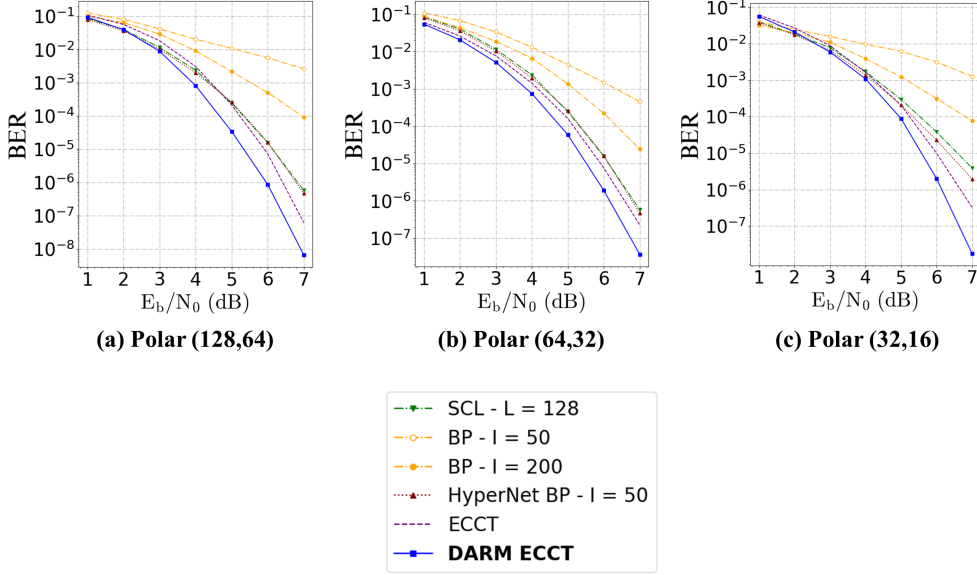 10⁻¹
10⁻²
10⁻³
10⁻⁴
10⁻⁵
10⁻⁶
10⁻⁷
10⁻⁸
BER
1 2 3 4 5 6 7
E_b/N_0 (dB)
(a) Polar (128,64)
10⁻¹
10⁻²
10⁻³
10⁻⁴
10⁻⁵
10⁻⁶
10⁻⁷
BER
1 2 3 4 5 6 7
E_b/N_0 (dB)
(b) Polar (64,32)
10⁻¹
10⁻²
10⁻³
10⁻⁴
10⁻⁵
10⁻⁶
10⁻⁷
BER
1 2 3 4 5 6 7
E_b/N_0 (dB)
(c) Polar (32,16)
SCL - L = 128
BP - I = 50
BP - I = 200
HyperNet BP - I = 50
ECCT
DARM ECCT